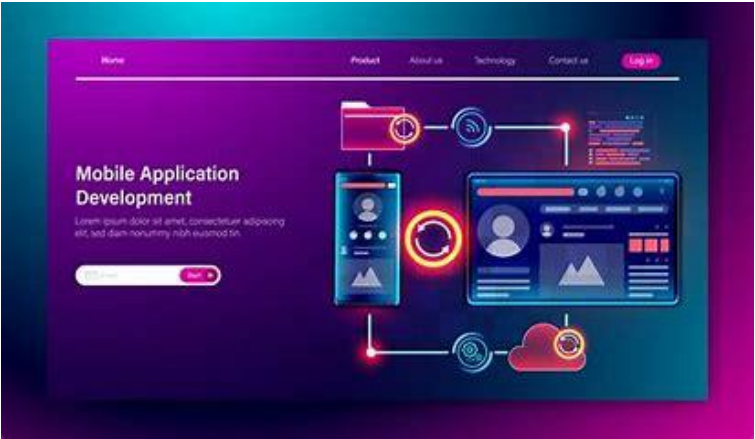 Home
Product
About us
Technology
Contact us
Log in
Mobile Application
Development
Lorem ipsum dolor sit amet, consectetuer adipiscing
elit, sed diam nonummy nibh euismod tin
Start